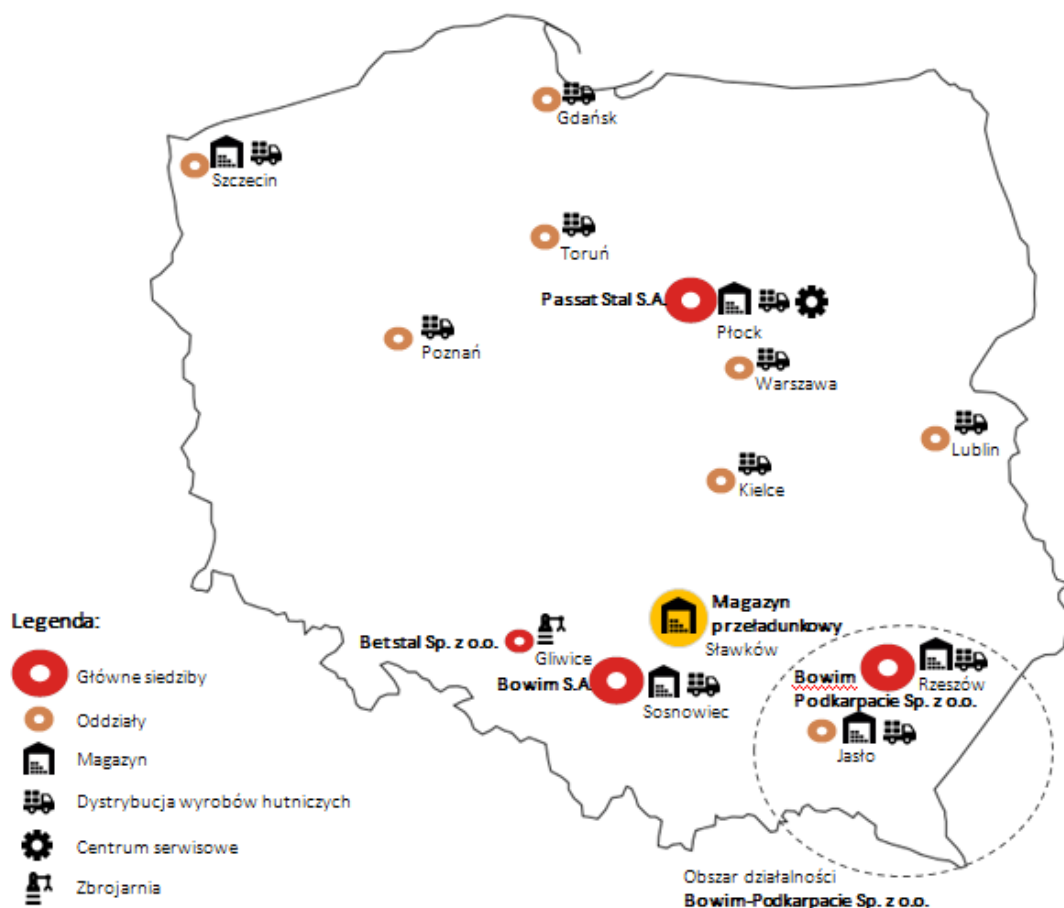 Gdańsk
Szczecin
Toruń
Passat Stal S.A.
Płock
Poznań
Warszawa
Lublin
Kielce
Magazyn
przeładunkowy
Sławków
Betstal Sp. z o.o.
Gliwice
Bowim S.A.
Sosnowiec
Bowim
Podkarpacie Sp. z o.o.
Rzeszów
Jasło
Obszar działalności
Bowim-Podkarpacie Sp. z o.o.
Legenda:
Główne siedziby
Oddziały
Magazyn
Dystrybucja wyrobów hutniczych
Centrum serwisowe
Zbrojarnia